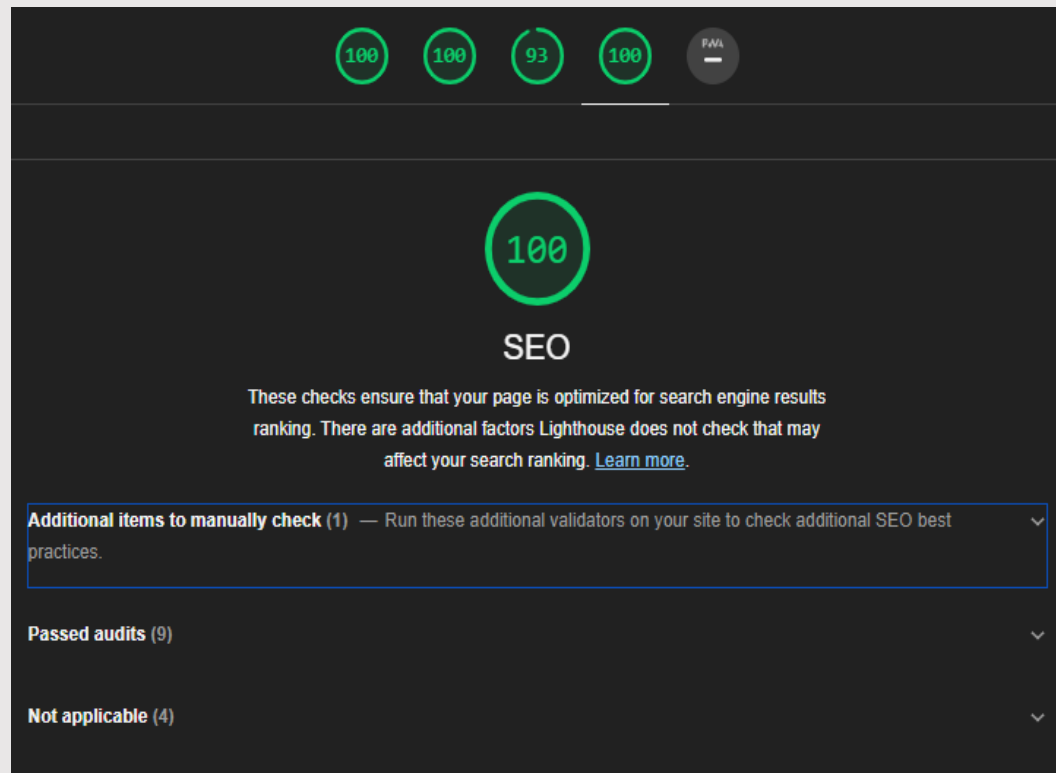 100 100 93 100 PWA
100
SEO
These checks ensure that your page is optimized for search engine results
ranking. There are additional factors Lighthouse does not check that may
affect your search ranking. Learn more.
Additional items to manually check (1) — Run these additional validators on your site to check additional SEO best
practices.
Passed audits (9)
Not applicable (4)